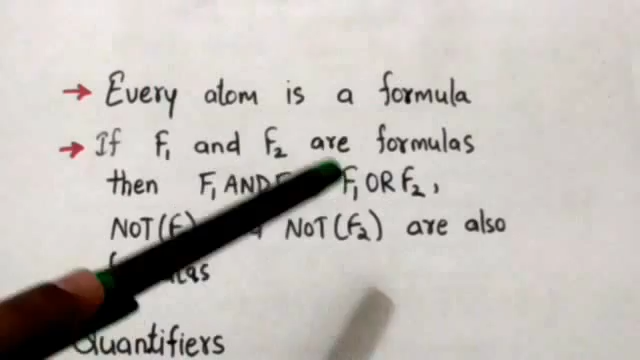 → Every atom is a formula
→ If F₁ and F₂ are formulas
then F₁ AND F₁ OR F₂,
NOT(F NOT(F₂) are also
Quantifiers